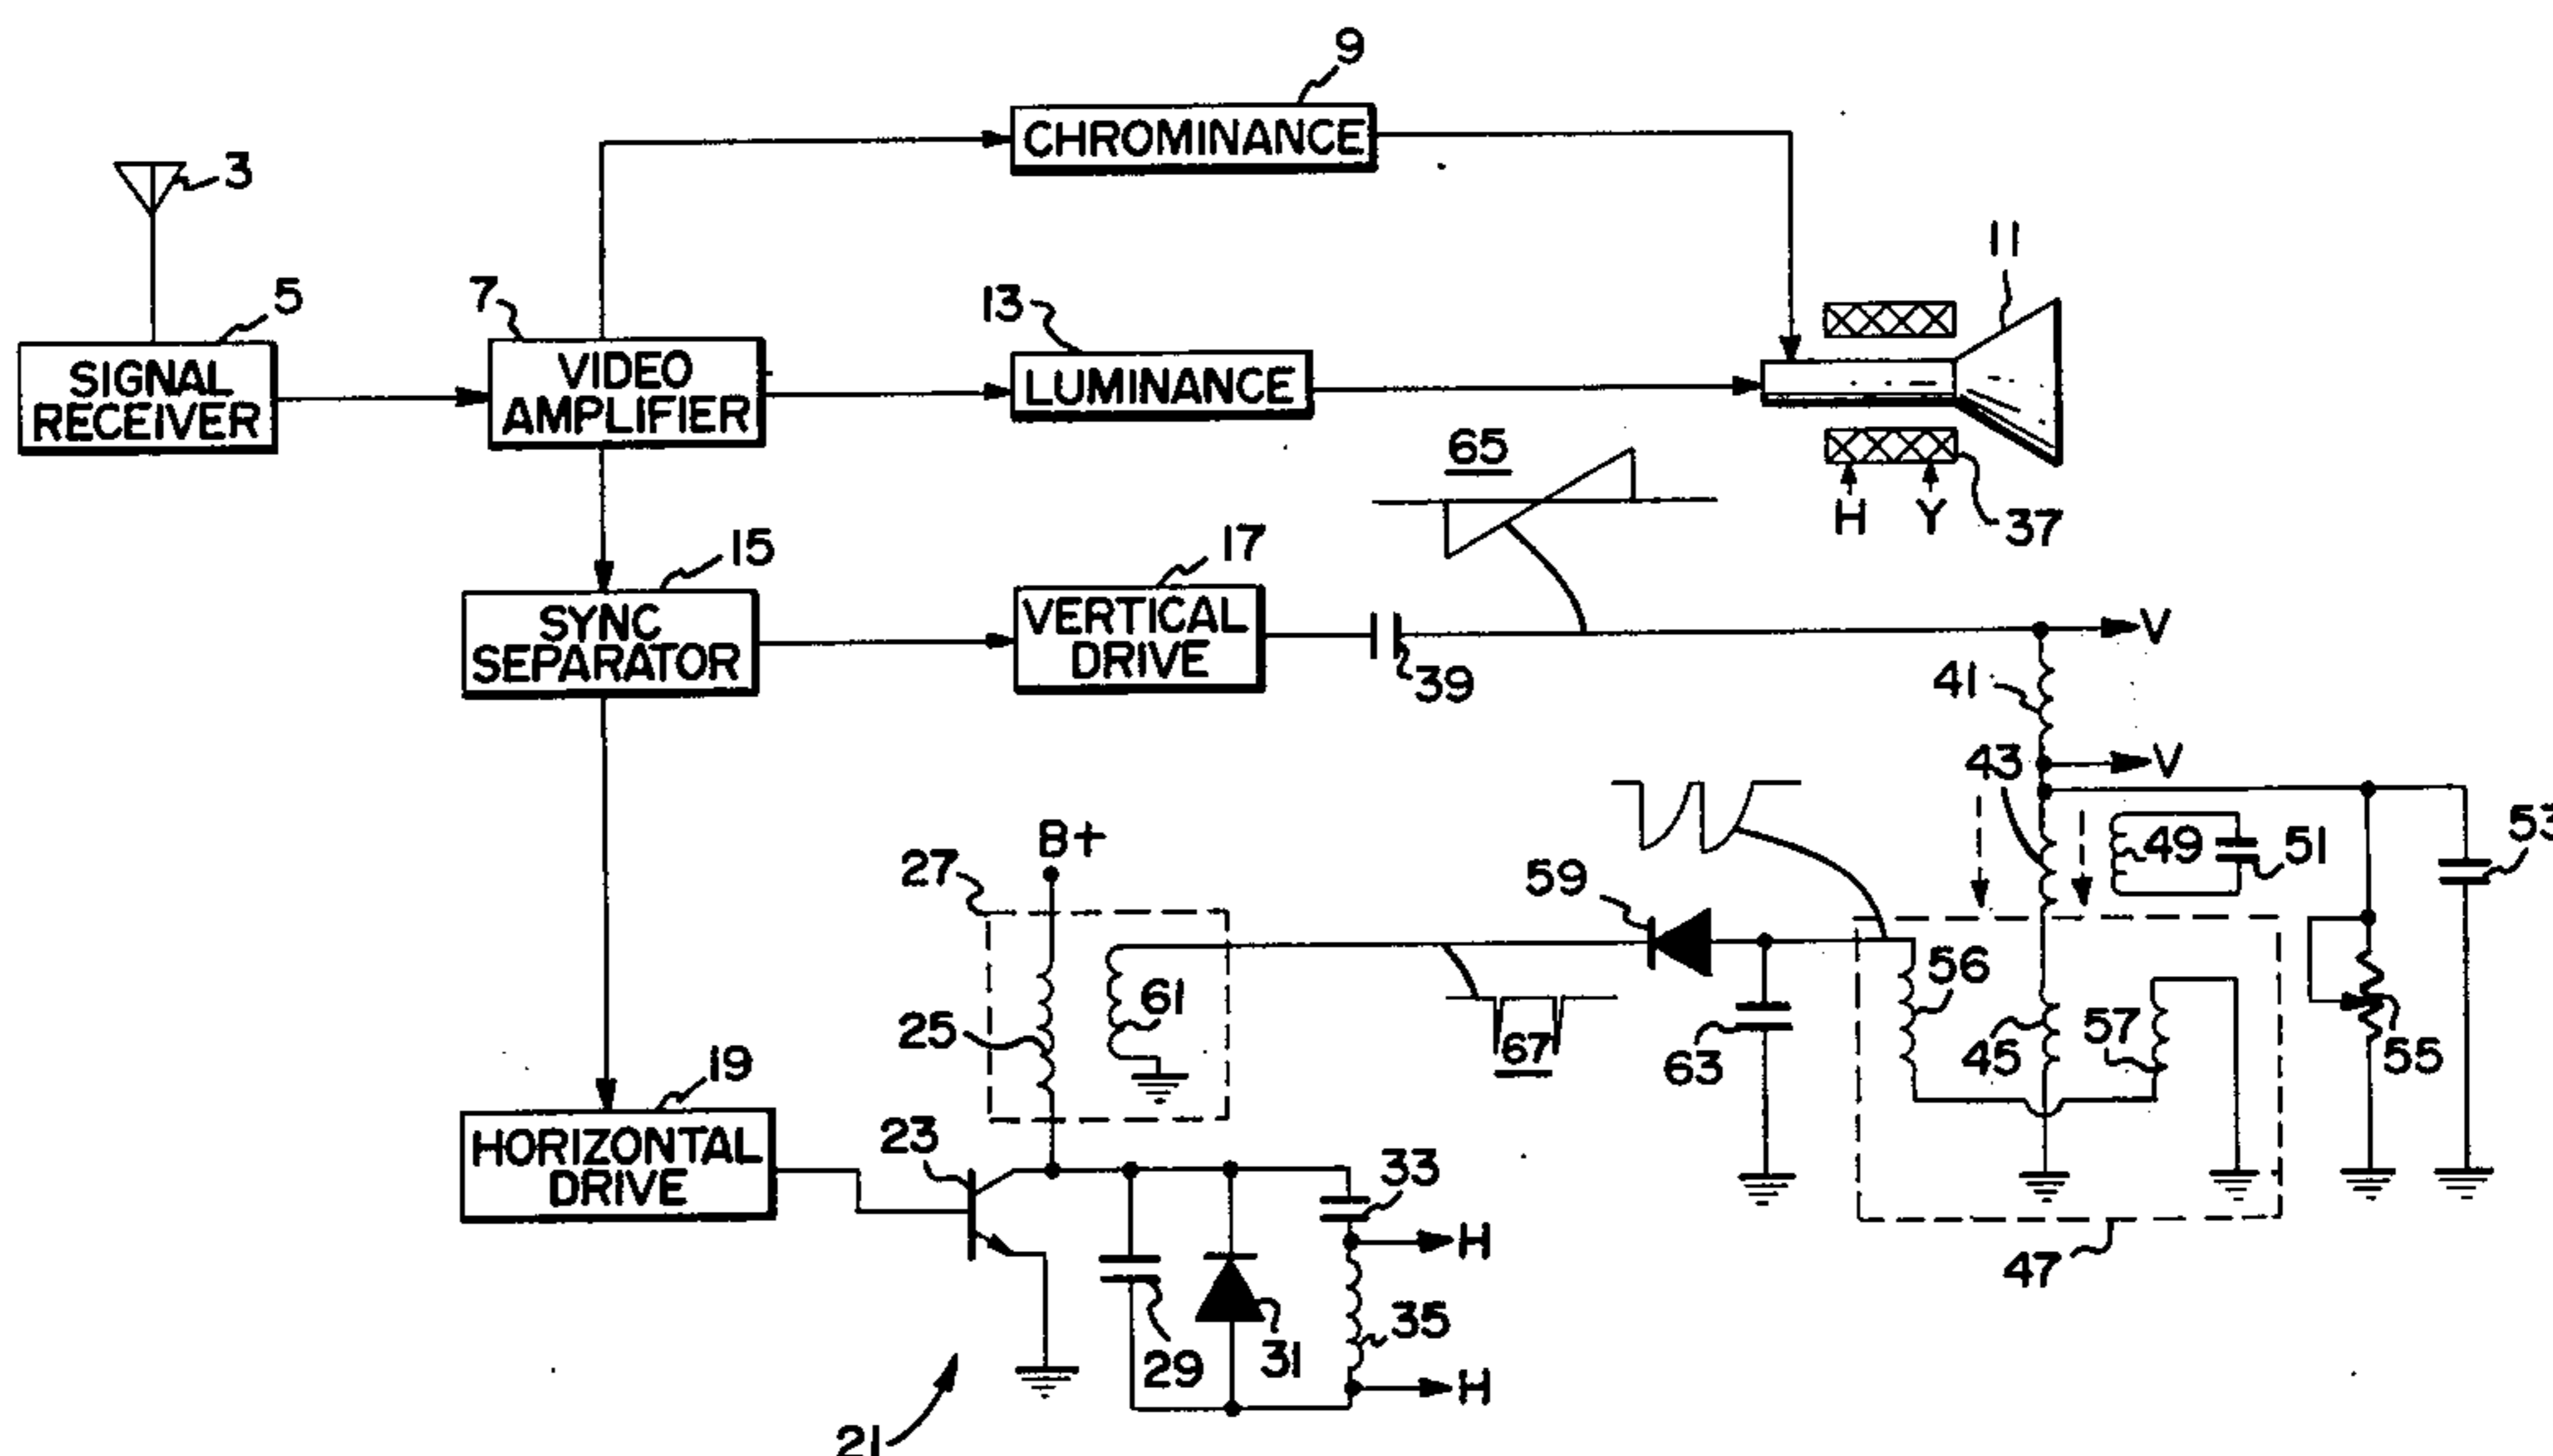 9
CHROMINANCE
3
11
5
7
13
SIGNAL
RECEIVER
VIDEO
AMPLIFIER
LUMINANCE
65
H
Y
37
15
17
SYNC
SEPARATOR
VERTICAL
DRIVE
V
39
41
43
V
B+
53
27
49
51
59
56
61
25
67
63
45
57
55
19
HORIZONTAL
DRIVE
23
33
H
47
35
29
31
H
21